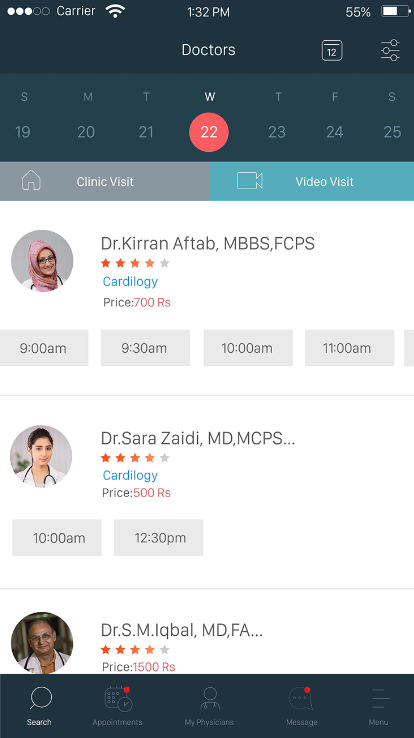 Carrier 1:32 PM 55%
Doctors 12
S M T W T F S
19 20 21 22 23 24 25
Clinic Visit Video Visit
Dr.Kirran Aftab, MBBS,FCPS
Cardilogy
Price:700 Rs
9:00am 9:30am 10:00am 11:00am
Dr.Sara Zaidi, MD,MCPS...
Cardilogy
Price:500 Rs
10:00am 12:30pm
Dr.S.M.Iqbal, MD,FA...
Price:1500 Rs
Search Appointments My Physicians Message Menu